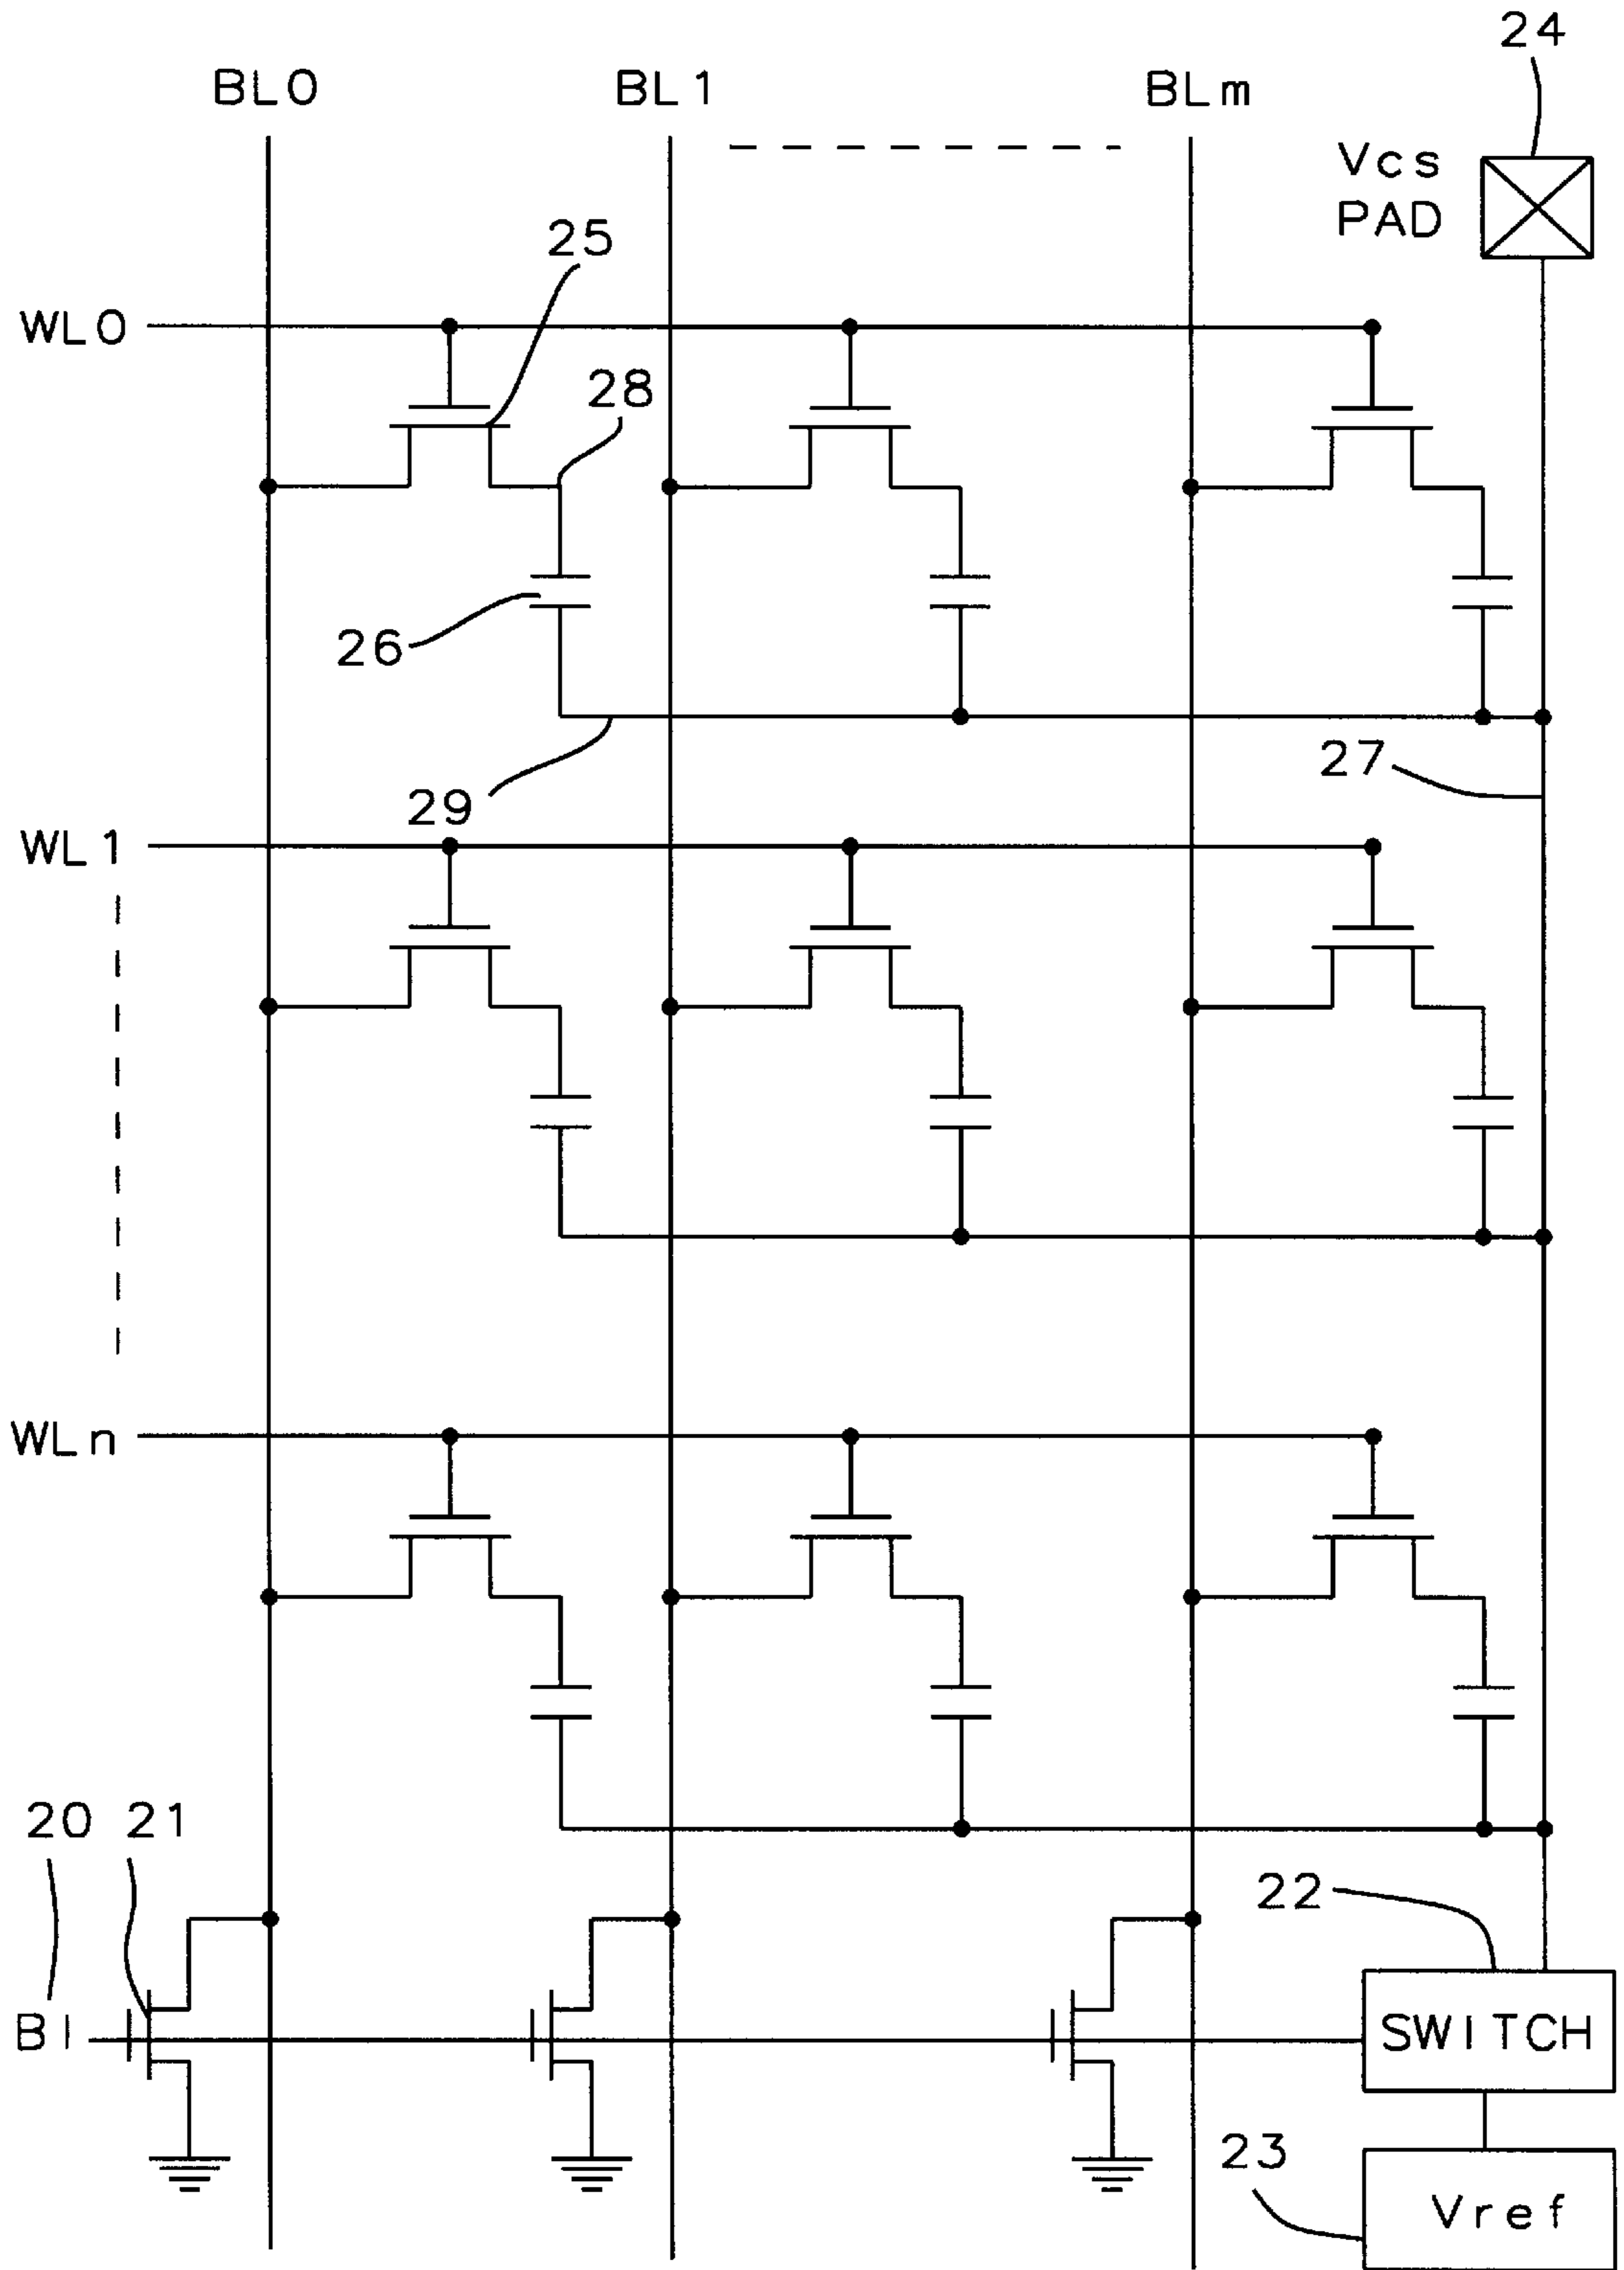 24
BL0 BL1 BLm
Vcs
PAD
25
WL0
28
26
27
29
WL1
WLn
20 21
22
BI
SWITCH
23
Vref